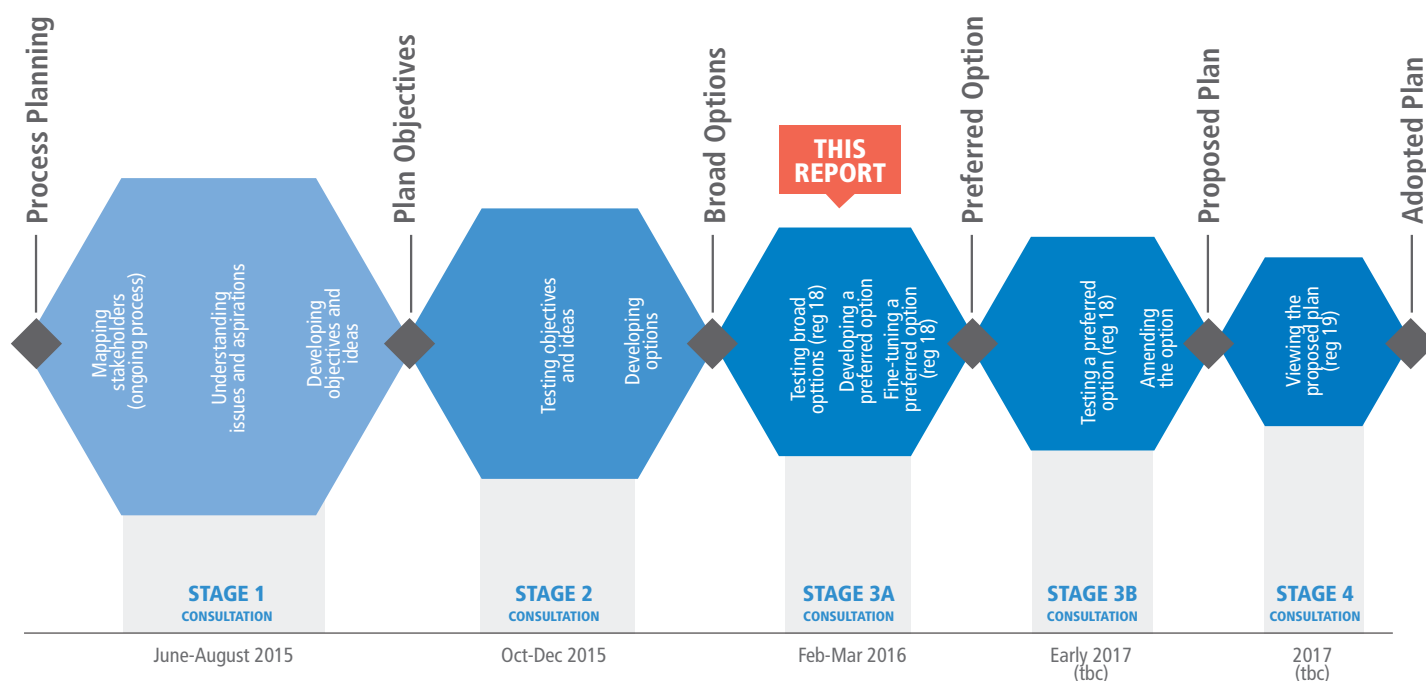 Process Planning
Plan Objectives
Broad Options
Preferred Option
Proposed Plan
Adopted Plan
THIS
REPORT
Mapping
stakeholders
(ongoing process)
Understanding
issues and aspirations
Developing
objectives and
ideas
Testing objectives
and ideas
Developing
options
Testing broad
opttions (reg 18)
Developing a
preferred option
Fine-tuning a
preferred option
(reg 18)
Testing a preferred
option (reg 18)
Amending
the option
Viewing the
proposed plan
(reg 19)
STAGE 1
CONSULTATION
STAGE 2
CONSULTATION
STAGE 3A
CONSULTATION
STAGE 3B
CONSULTATION
STAGE 4
CONSULTATION
June-August 2015
Oct-Dec 2015
Feb-Mar 2016
Early 2017
(tbc)
2017
(tbc)